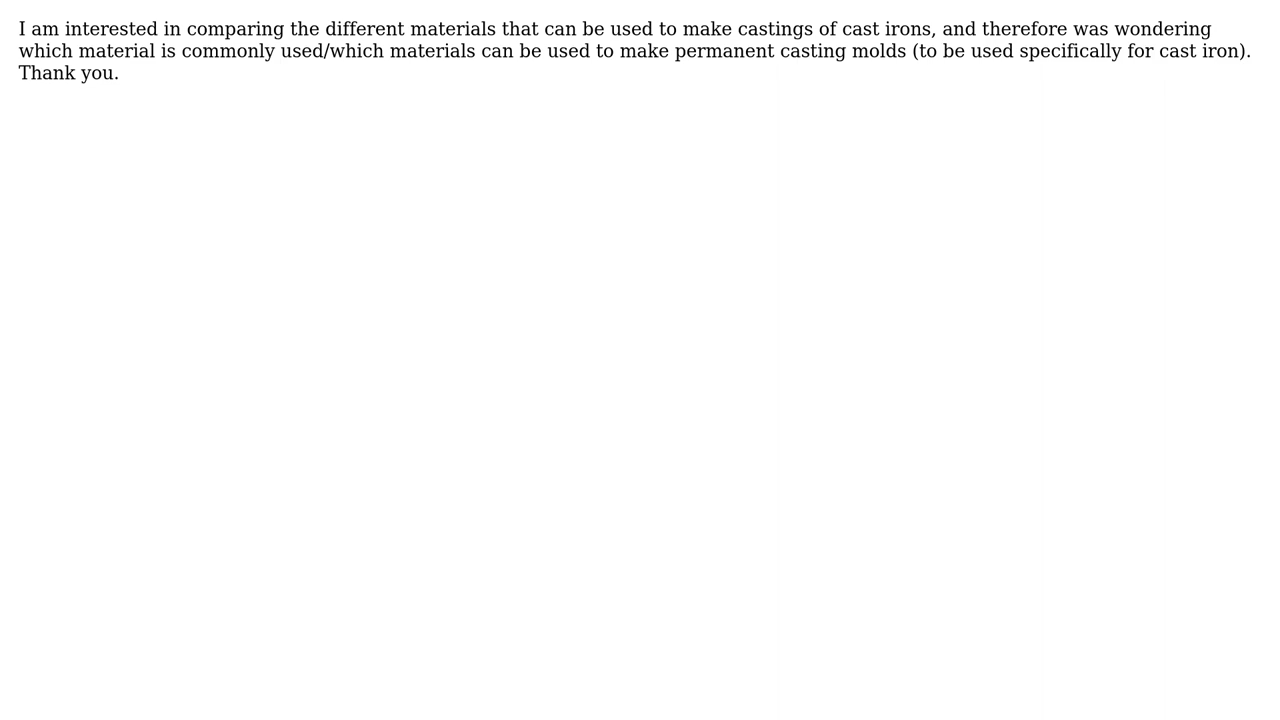 I am interested in comparing the different materials that can be used to make castings of cast irons, and therefore was wondering
which material is commonly used/which materials can be used to make permanent casting molds (to be used specifically for cast iron).
Thank you.